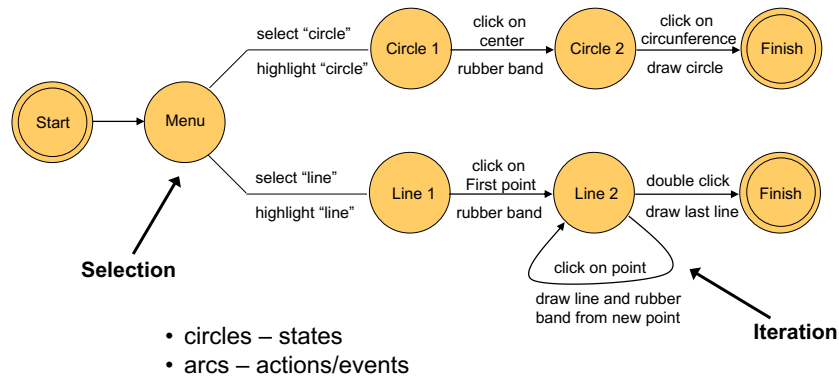 Start
Menu
select “circle”
highlight “circle”
Circle 1
click on
center
rubber band
Circle 2
click on
circunference
draw circle
Finish
select “line”
highlight “line”
Line 1
click on
First point
rubber band
Line 2
double click
draw last line
Finish
click on point
draw line and rubber
band from new point
Selection
Iteration
• circles – states
• arcs – actions/events